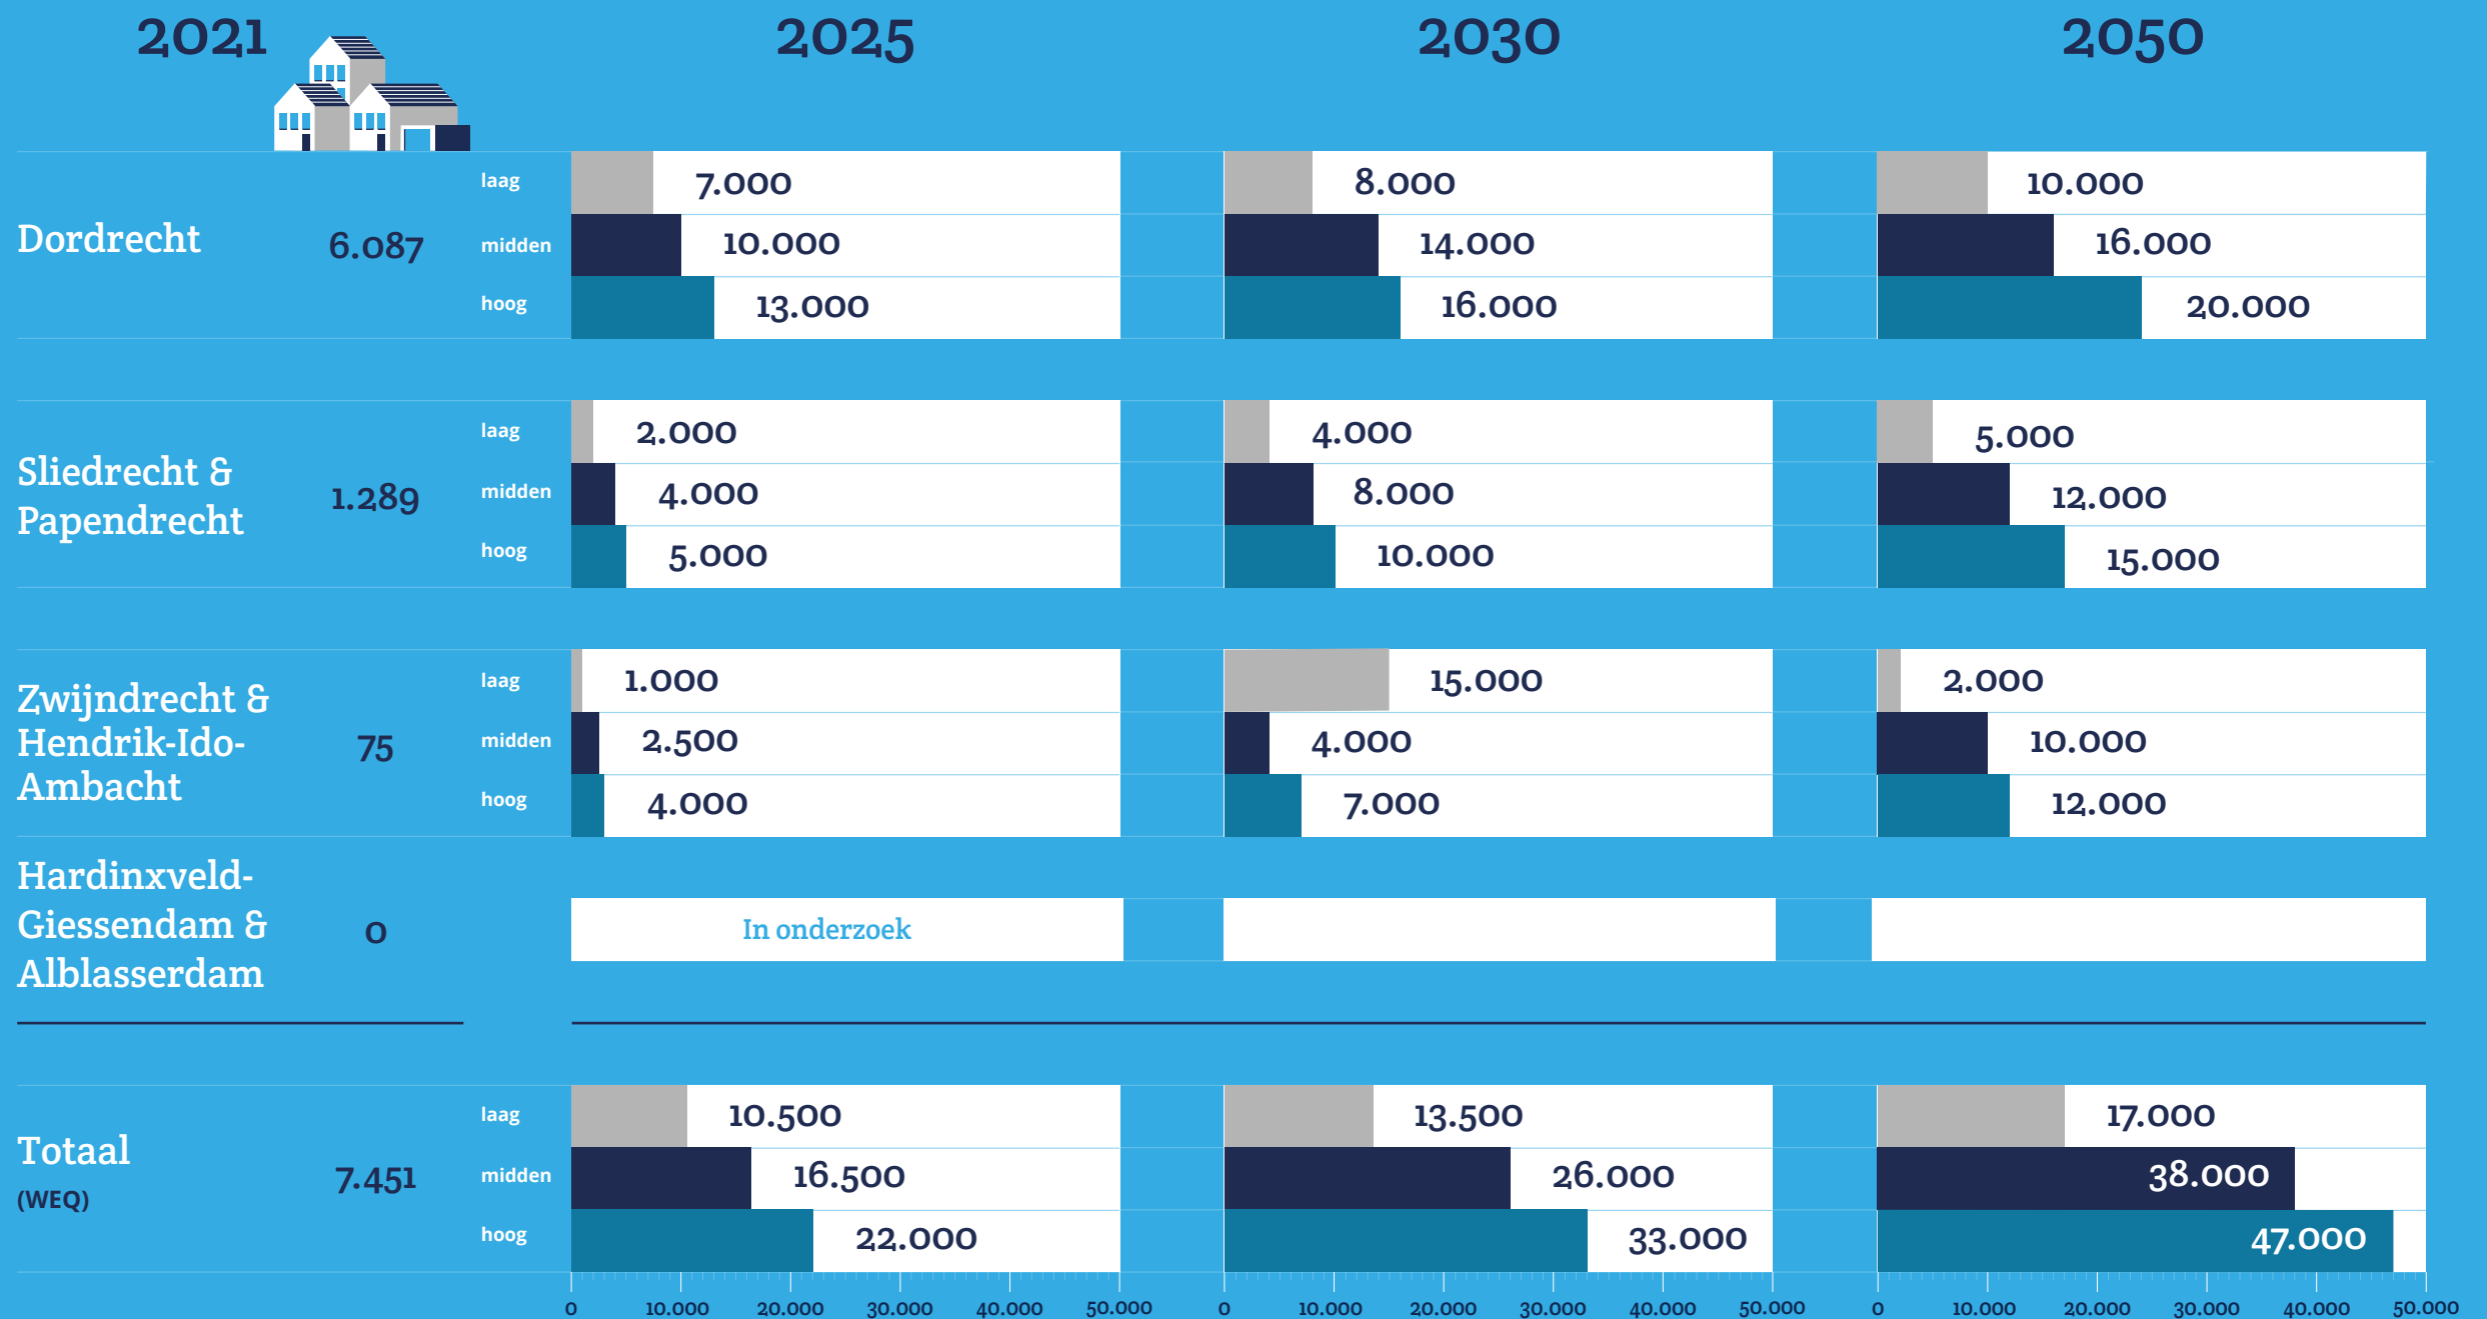 2021 2025 2030 2050
laag 7.000 8.000 10.000
Dordrecht 6.087 midden 10.000 14.000 16.000
hoog 13.000 16.000 20.000
laag 2.000 4.000 5.000
Sliedrecht &
Papendrecht 1.289 midden 4.000 8.000 12.000
hoog 5.000 10.000 15.000
laag 1.000 15.000 2.000
Zwijndrecht &
Hendrik-Ido-
Ambacht 75 midden 2.500 4.000 10.000
hoog 4.000 7.000 12.000
Hardinxveld-
Giessendam &
Alblasserdam 0 In onderzoek
laag 10.500 13.500 17.000
Totaal
(WEQ) 7.451 midden 16.500 26.000 38.000
hoog 22.000 33.000 47.000
0 10.000 20.000 30.000 40.000 50.000 0 10.000 20.000 30.000 40.000 50.000 0 10.000 20.000 30.000 40.000 50.000